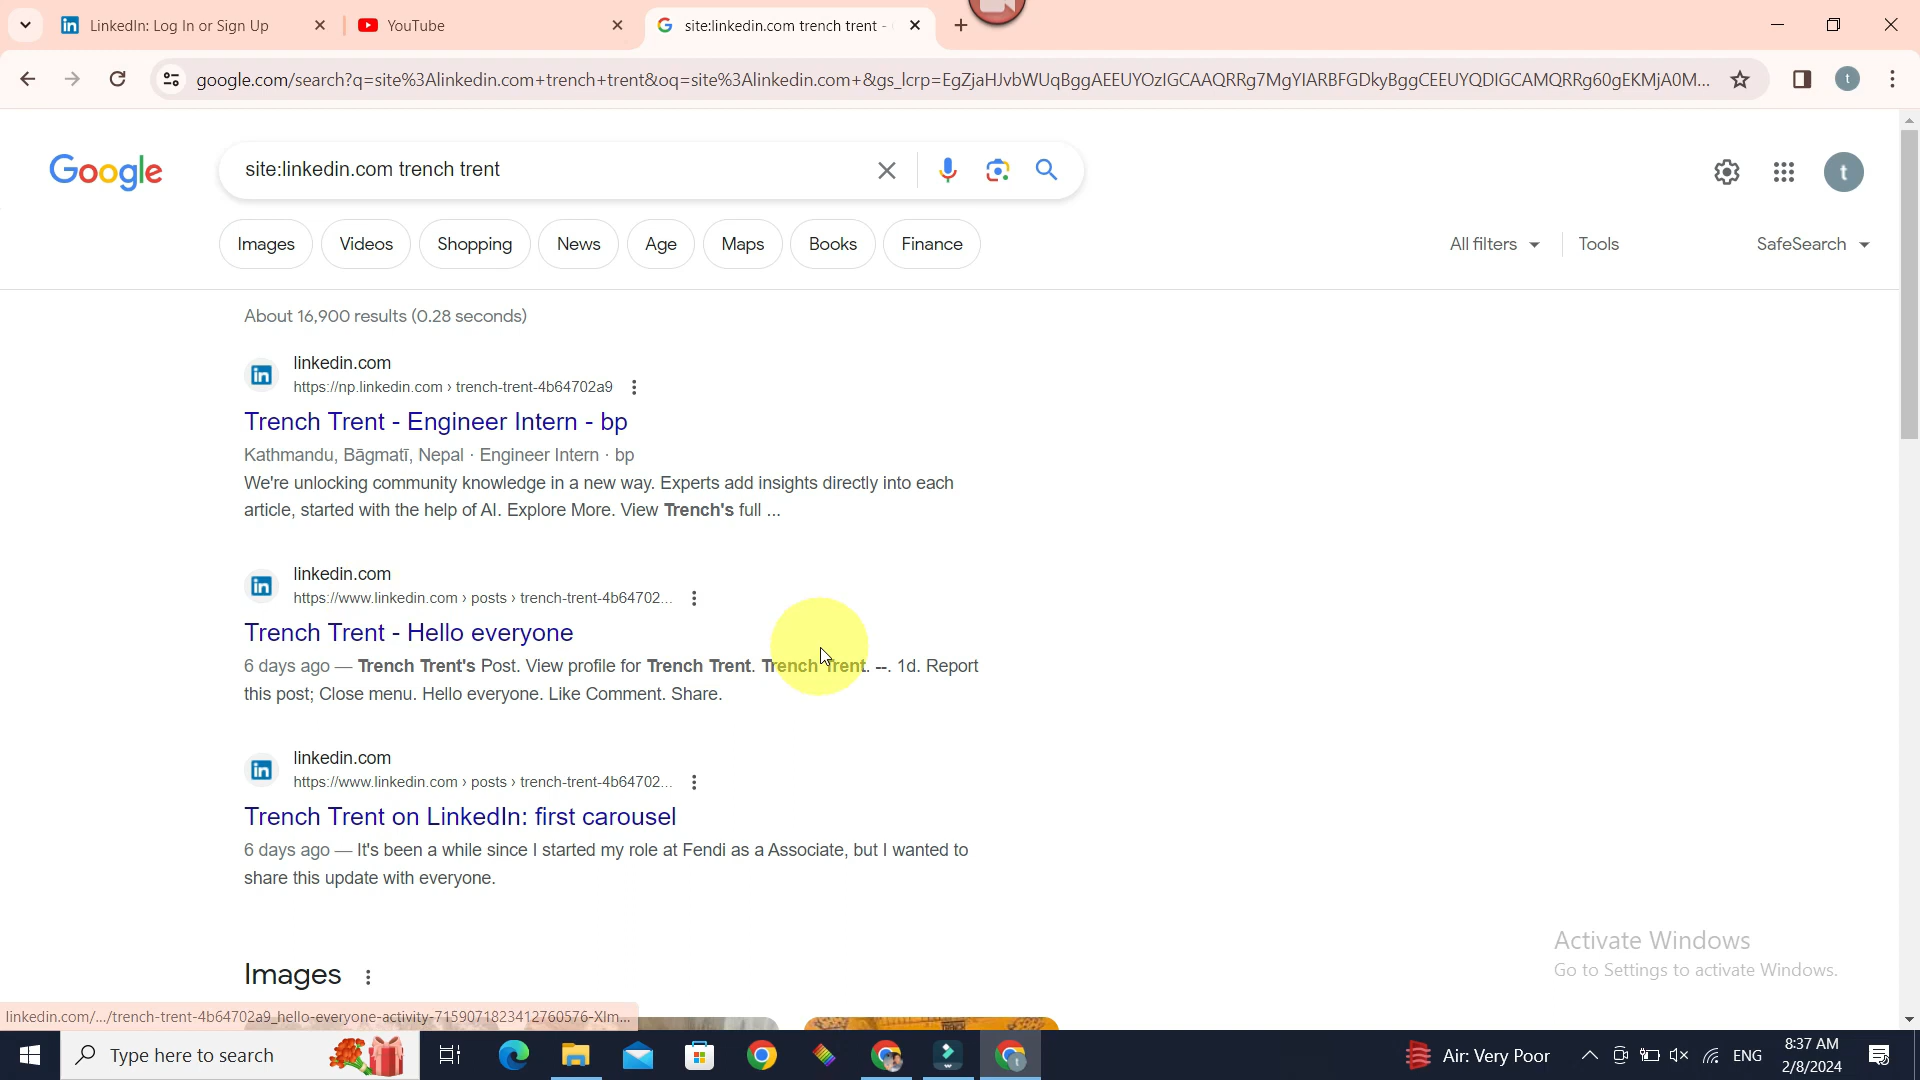 LinkedIn: Log In or Sign Up
YouTube
site:linkedin.com trench trent -
google.com/search?q=site%3Alinkedin.com+trench+trent&oq=site%3Alinkedin.com+&gs_lcrp=EgZjaHJvbWUqBggAEEUYOzIGCAAQRRg7MgYIARBFGDkyBggCEEUYQDIGCAMQRRg60gEKMjA0M...
t
Google
site:linkedin.com trench trent
t
Images
Videos
Shopping
News
Age
Maps
Books
Finance
All filters
Tools
SafeSearch
About 16,900 results (0.28 seconds)
linkedin.com
https://np.linkedin.com › trench-trent-4b64702a9
Trench Trent - Engineer Intern - bp
Kathmandu, Bāgmatī, Nepal · Engineer Intern · bp
We're unlocking community knowledge in a new way. Experts add insights directly into each
article, started with the help of AI. Explore More. View Trench's full ...
linkedin.com
https://www.linkedin.com › posts › trench-trent-4b64702...
Trench Trent - Hello everyone
6 days ago — Trench Trent's Post. View profile for Trench Trent. Trench Trent. --. 1d. Report
this post; Close menu. Hello everyone. Like Comment. Share.
linkedin.com
https://www.linkedin.com › posts › trench-trent-4b64702...
Trench Trent on LinkedIn: first carousel
6 days ago — It's been a while since I started my role at Fendi as a Associate, but I wanted to
share this update with everyone.
Activate Windows
Go to Settings to activate Windows.
Images
linkedin.com/.../trench-trent-4b64702a9_hello-everyone-activity-7159071823412760576-XIm...
Type here to search
Air: Very Poor
ENG
8:37 AM
2/8/2024